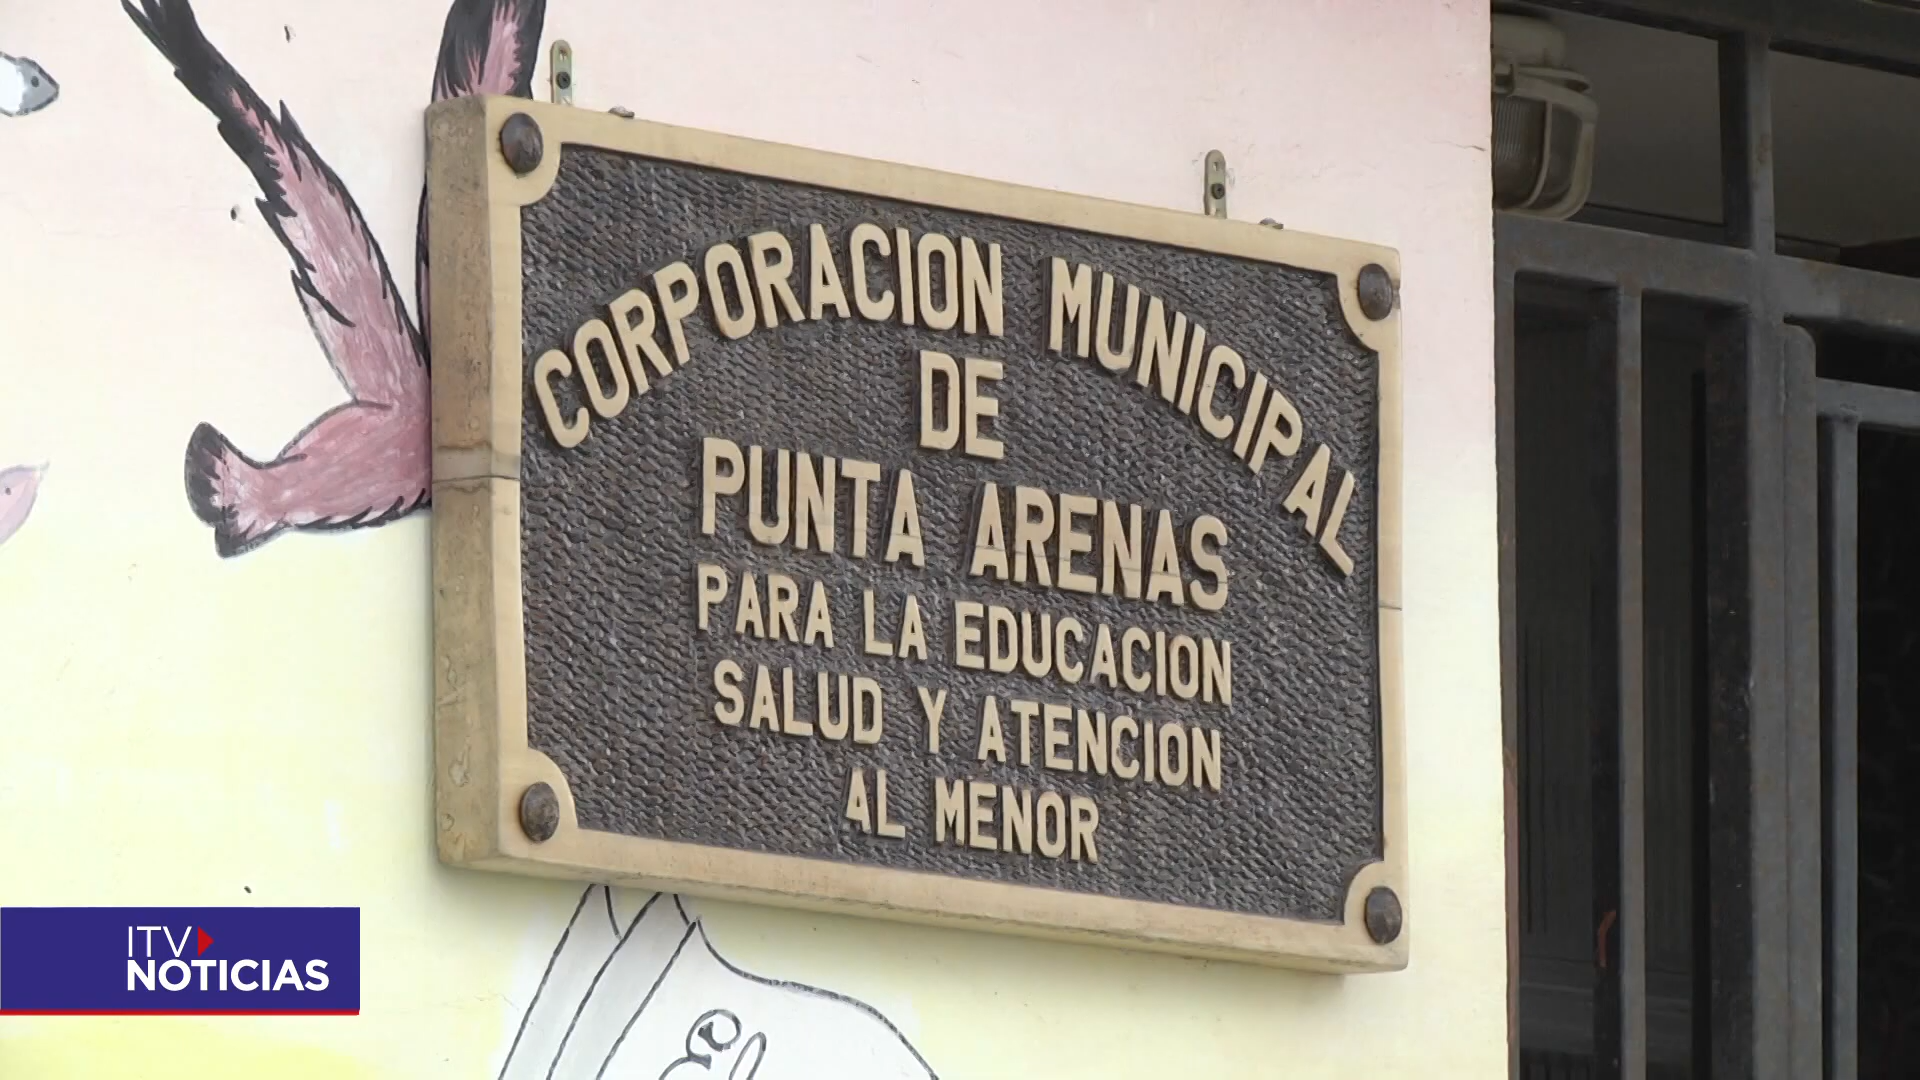 CORPORACION MUNICIPAL
DE
PUNTA ARENAS
PARA LA EDUCACION
SALUD Y ATENCION
AL MENOR
ITV
NOTICIAS